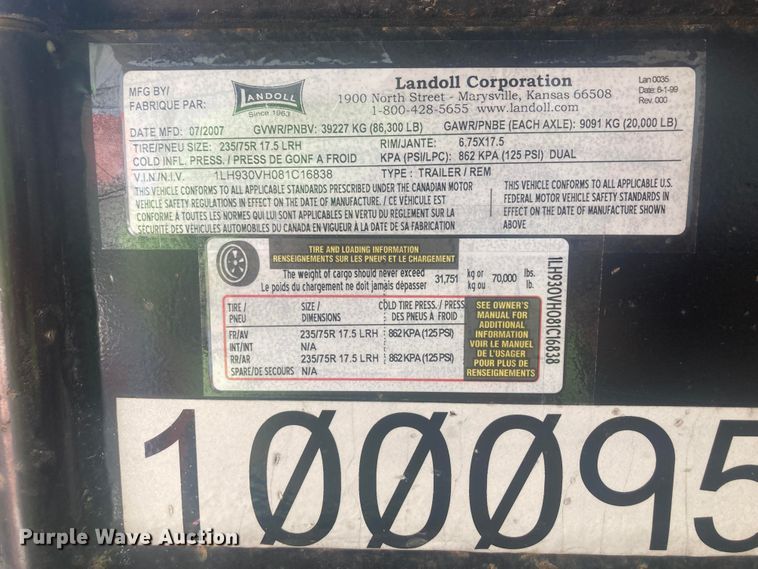 MFG BY/
FABRIQUE PAR:
LANDOLL
Since 1963
Landoll Corporation
1900 North Street - Marysville, Kansas 66508
1-800-428-5655 www.landoll.com
Lan 0035
Date: 6-1-99
Rev. 000
DATE MFD: 07/2007 GVWR/PNBV: 39227 KG (86,300 LB) GAWR/PNBE (EACH AXLE): 9091 KG (20,000 LB)
TIRE/PNEU SIZE: 235/75R 17.5 LRH RIM/JANTE: 6.75X17.5
COLD INFL. PRESS./ PRESS DE GONF A FROID KPA (PSI/LPC): 862 KPA (125 PSI) DUAL
V.I.N./N.I.V. 1LH930VH081C16838 TYPE : TRAILER / REM
THIS VEHICLE CONFORMS TO ALL APPLICABLE STANDARDS PRESCRIBED UNDER THE CANADIAN MOTOR
VEHICLE SAFETY REGULATIONS IN EFFECT ON THE DATE OF MANUFACTURE. / CE VÉHICULE EST
CONFORME À TOUTES LES NORMES QUI LUI SONT APPLICABLES EN VERTU DU RÈGLEMENT SUR LA
SÉCURITÉ DES VÉHICULES AUTOMOBILES DU CANADA EN VIGUEUR À LA DATE DE SA FABRICATION
THIS VEHICLE CONFORMS TO ALL APPLICABLE U.S.
FEDERAL MOTOR VEHICLE SAFETY STANDARDS IN
EFFECT ON THE DATE OF MANUFACTURE SHOWN
ABOVE
TIRE AND LOADING INFORMATION
RENSEIGNEMENTS SUR LES PNEUS ET LE CHARGEMENT
The weight of cargo should never exceed 31,751 kg or 70,000 lbs.
Le poids du chargement ne doit jamais dépasser kg ou lb.
TIRE / SIZE / COLD TIRE PRESS. / PRESS
PNEU DIMENSIONS DES PNEUS À FROID
FR/AV 235/75R 17.5 LRH 862 KPA (125 PSI)
INT/INT N/A
RR/AR 235/75R 17.5 LRH 862 KPA (125 PSI)
SPARE/DE SECOURS N/A
SEE OWNER'S
MANUAL FOR
ADDITIONAL
INFORMATION
VOIR LE MANUEL
DE L'USAGER
POUR PLUS DE
RENSEIGNEMENTS
1LH930VH081C16838
100095
Purple Wave Auction